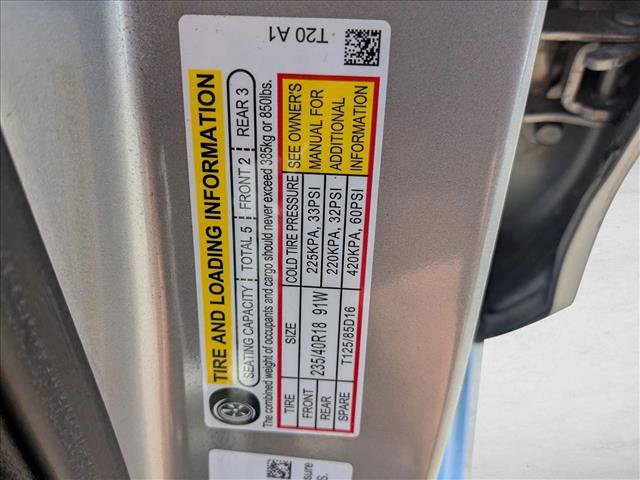 T20 A1
TIRE AND LOADING INFORMATION
SEATING CAPACITY TOTAL 5 FRONT 2 REAR 3
The combined weight of occupants and cargo should never exceed 385kg or 850lbs.
TIRE SIZE COLD TIRE PRESSURE SEE OWNER'S
FRONT 235/40R18 91W 225KPA, 33PSI MANUAL FOR
REAR 220KPA, 32PSI ADDITIONAL
SPARE T125/85D16 420KPA, 60PSI INFORMATION